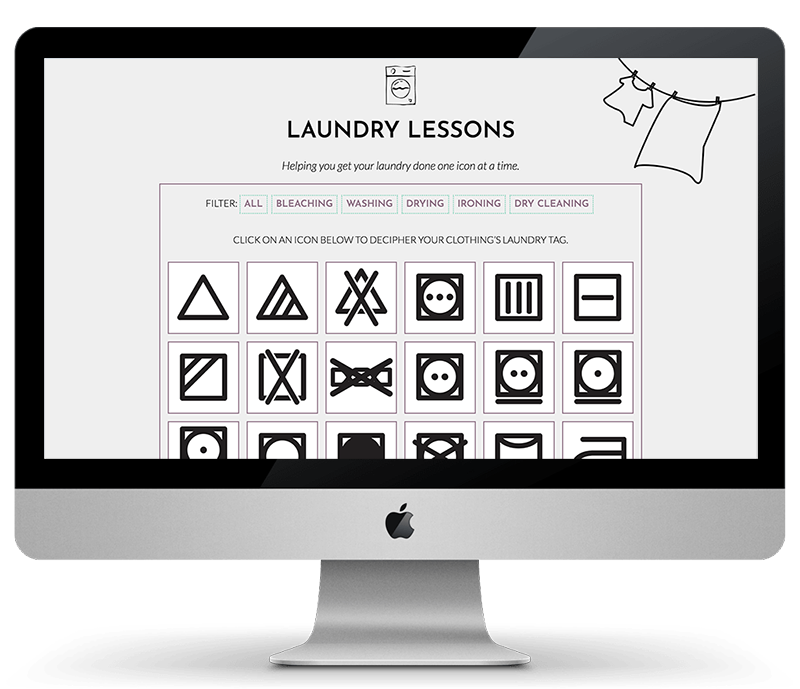 LAUNDRY LESSONS
Helping you get your laundry done one icon at a time.
FILTER: ALL BLEACHING WASHING DRYING IRONING DRY CLEANING
CLICK ON AN ICON BELOW TO DECIPHER YOUR CLOTHING'S LAUNDRY TAG.